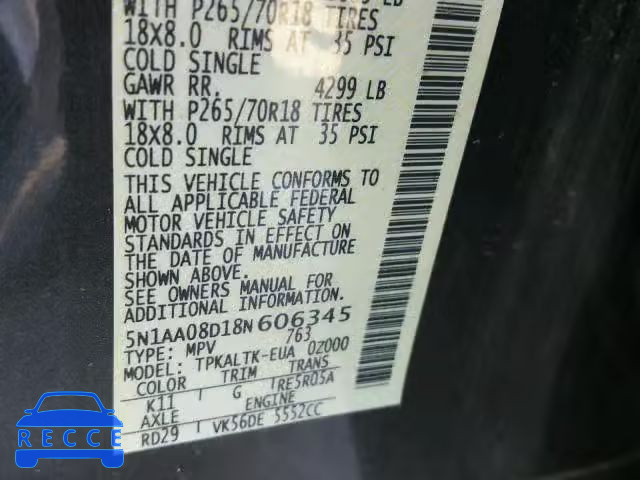 WITH P265/70R18 TIRES
18X8.0 RIMS AT 35 PSI
COLD SINGLE
GAWR RR. 4299 LB
WITH P265/70R18 TIRES
18X8.0 RIMS AT 35 PSI
COLD SINGLE
THIS VEHICLE CONFORMS TO
ALL APPLICABLE FEDERAL
MOTOR VEHICLE SAFETY
STANDARDS IN EFFECT ON
THE DATE OF MANUFACTURE
SHOWN ABOVE.
SEE OWNERS MANUAL FOR
ADDITIONAL INFORMATION
5N1AA08D18N606345
TYPE: MPV 763
MODEL: TPKALTK-EUA 02000
COLOR TRIM TRANS
K11 G RE5R05A
AXLE ENGINE
RD29 VK56DE 5552CC
RECCE